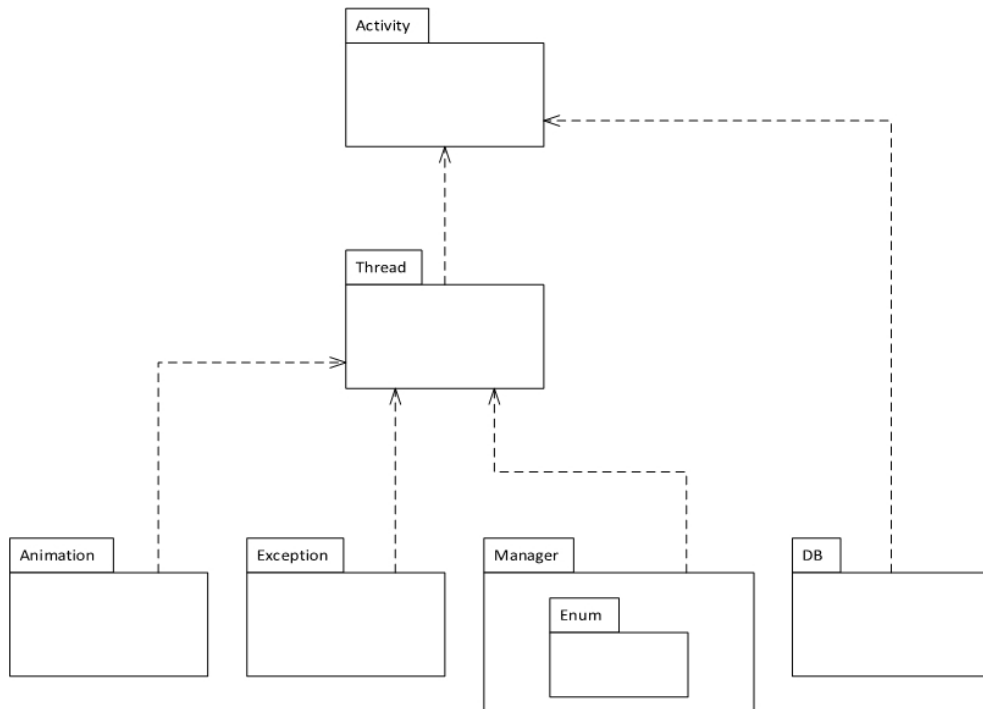 Activity
Thread
Animation
Exception
Manager
DB
Enum